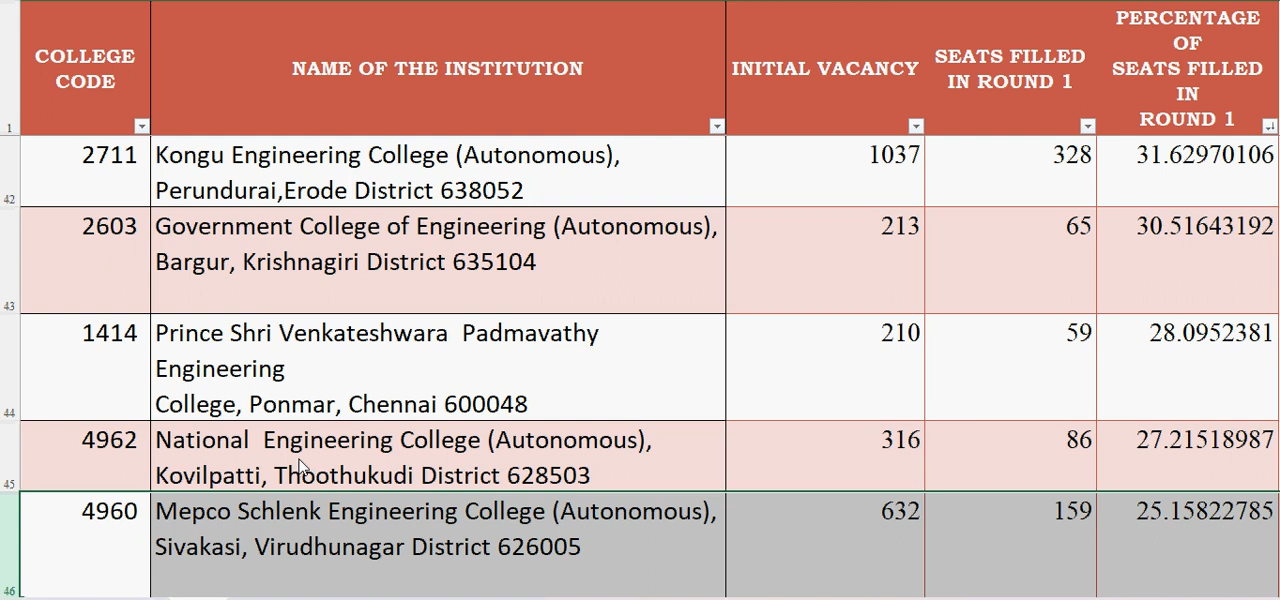 COLLEGE
CODE
NAME OF THE INSTITUTION
INITIAL VACANCY
SEATS FILLED
IN ROUND 1
PERCENTAGE
OF
SEATS FILLED
IN
ROUND 1
1
2711 Kongu Engineering College (Autonomous), 1037 328 31.62970106
Perundurai,Erode District 638052
42
2603 Government College of Engineering (Autonomous), 213 65 30.51643192
Bargur, Krishnagiri District 635104
43
1414 Prince Shri Venkateshwara  Padmavathy 210 59 28.0952381
Engineering
College, Ponmar, Chennai 600048
44
4962 National  Engineering College (Autonomous), 316 86 27.21518987
Kovilpatti, Thoothukudi District 628503
45
4960 Mepco Schlenk Engineering College (Autonomous), 632 159 25.15822785
Sivakasi, Virudhunagar District 626005
46